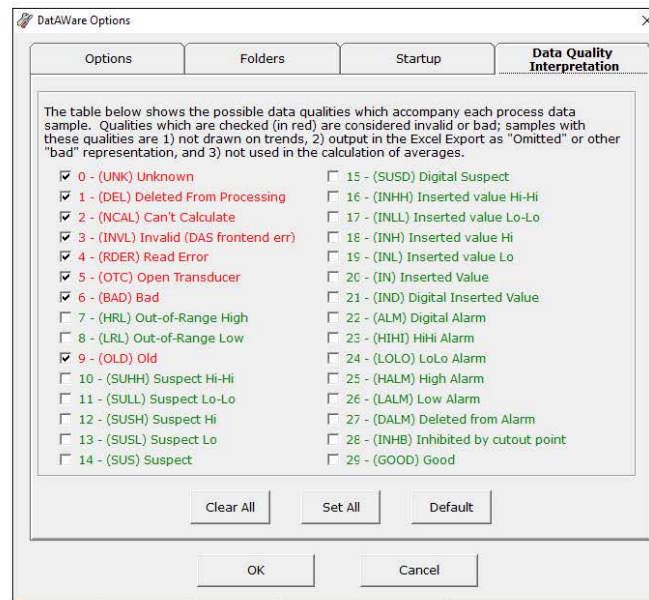 DatAWare Options
Options
Folders
Startup
Data Quality
Interpretation
The table below shows the possible data qualities which accompany each process data
sample. Qualities which are checked (in red) are considered invalid or bad; samples with
these qualities are 1) not drawn on trends, 2) output in the Excel Export as "Omitted" or other
"bad" representation, and 3) not used in the calculation of averages.
0 - (UNK) Unknown
1 - (DEL) Deleted From Processing
2 - (NCAL) Can't Calculate
3 - (INVL) Invalid (DAS frontend err)
4 - (RDER) Read Error
5 - (OTC) Open Transducer
6 - (BAD) Bad
7 - (HRL) Out-of-Range High
8 - (LRL) Out-of-Range Low
9 - (OLD) Old
10 - (SUHH) Suspect Hi-Hi
11 - (SULL) Suspect Lo-Lo
12 - (SUSH) Suspect Hi
13 - (SUSL) Suspect Lo
14 - (SUS) Suspect
15 - (SUSD) Digital Suspect
16 - (INHH) Inserted value Hi-Hi
17 - (INLL) Inserted value Lo-Lo
18 - (INH) Inserted value Hi
19 - (INL) Inserted value Lo
20 - (IN) Inserted Value
21 - (IND) Digital Inserted Value
22 - (ALM) Digital Alarm
23 - (HIHI) HiHi Alarm
24 - (LOLO) LoLo Alarm
25 - (HALM) High Alarm
26 - (LALM) Low Alarm
27 - (DALM) Deleted from Alarm
28 - (INHB) Inhibited by cutout point
29 - (GOOD) Good
Clear All
Set All
Default
OK
Cancel